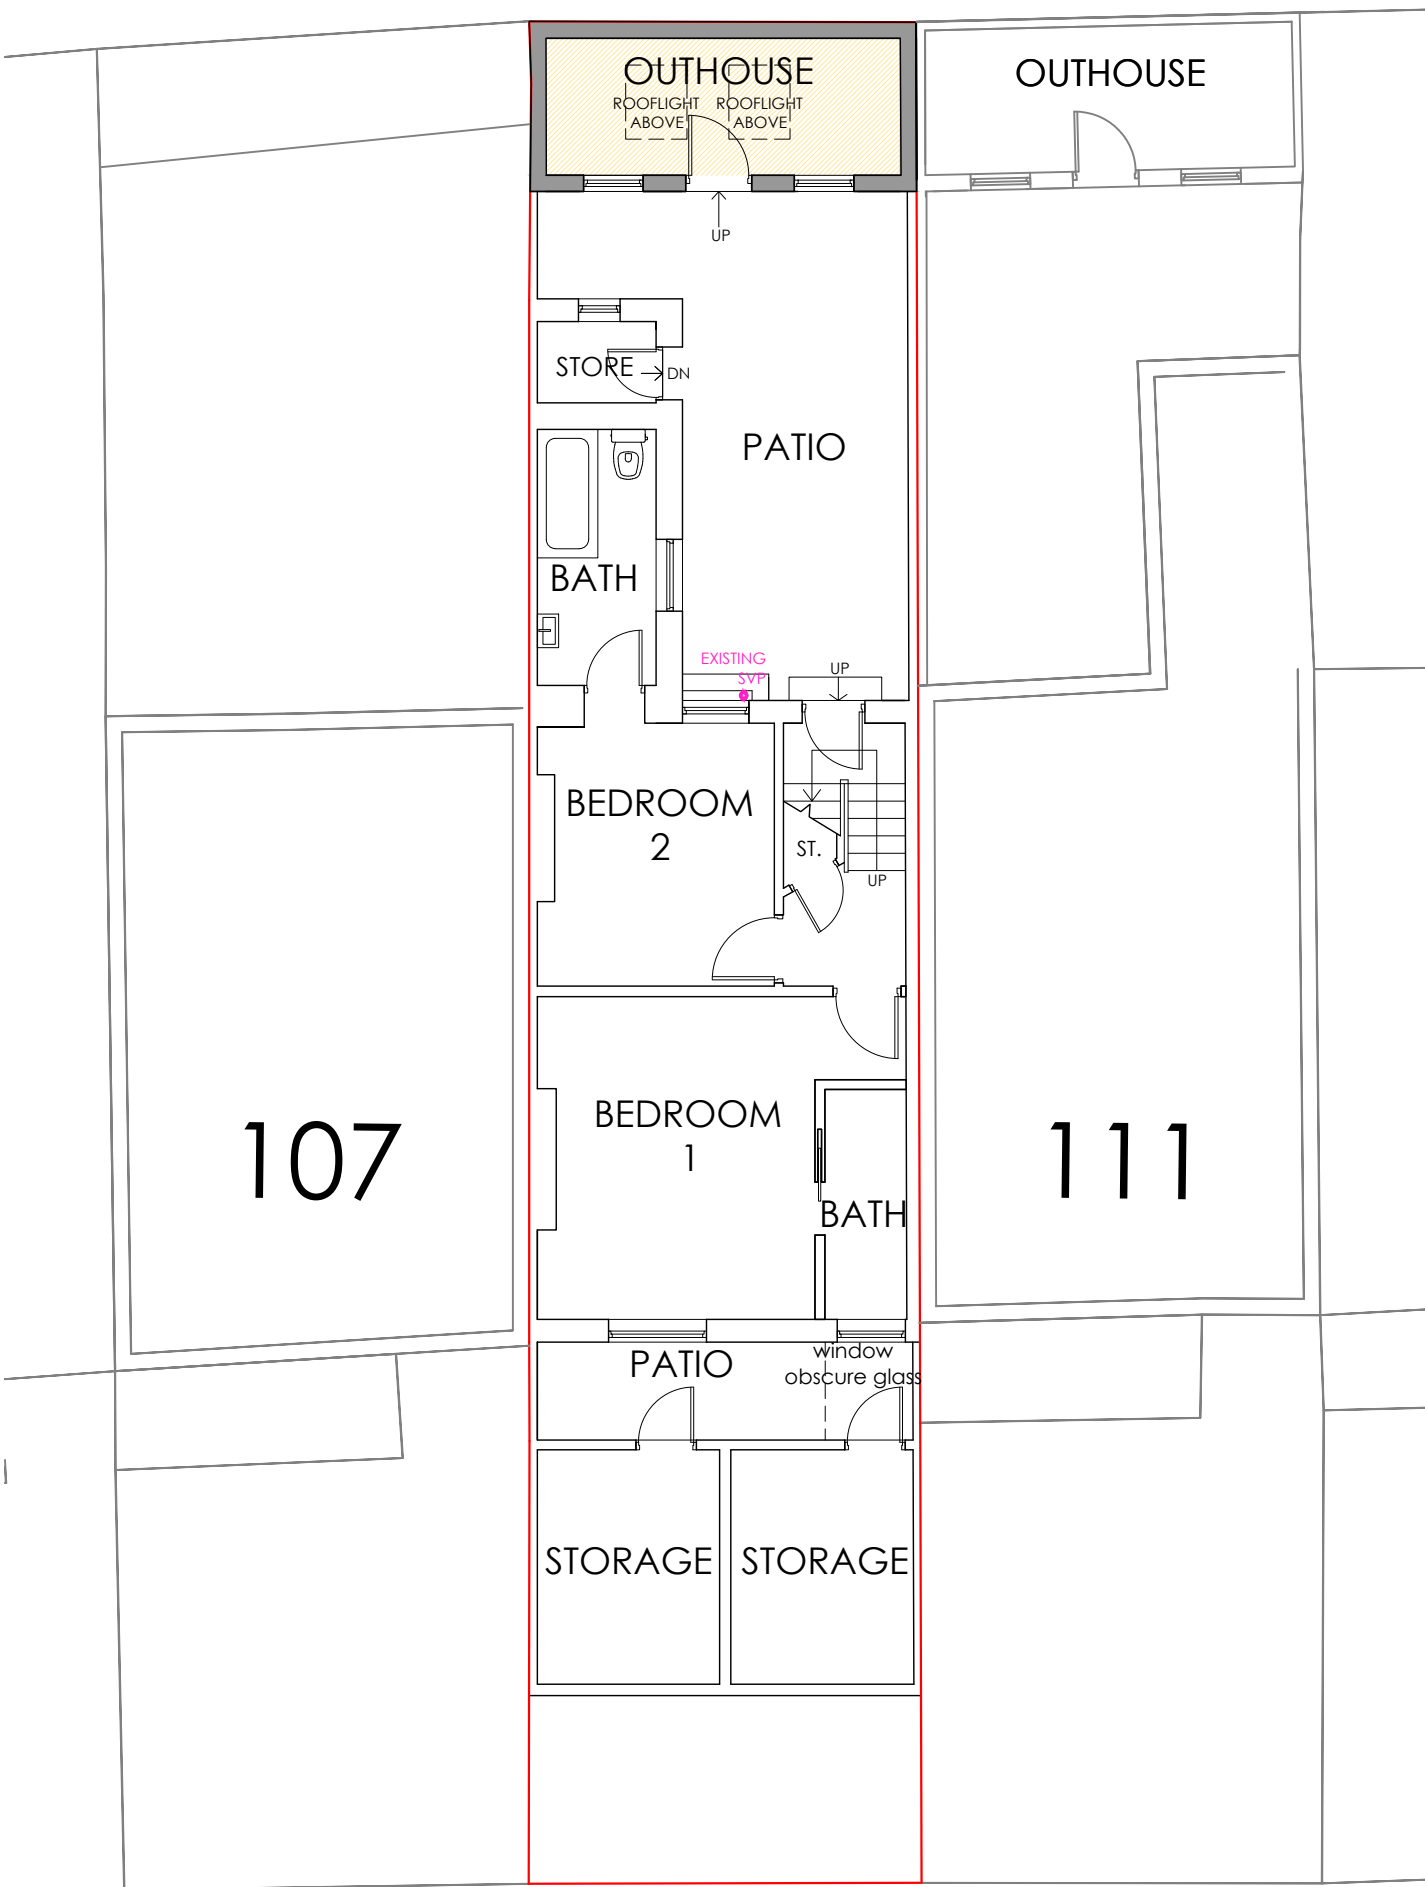 OUTHOUSE
ROOFLIGHT
ABOVE
ROOFLIGHT
ABOVE
OUTHOUSE
UP
STORE
DN
PATIO
BATH
EXISTING
SVP
UP
BEDROOM
2
ST.
UP
BEDROOM
1
107
111
BATH
PATIO
window
obscure glass
STORAGE
STORAGE